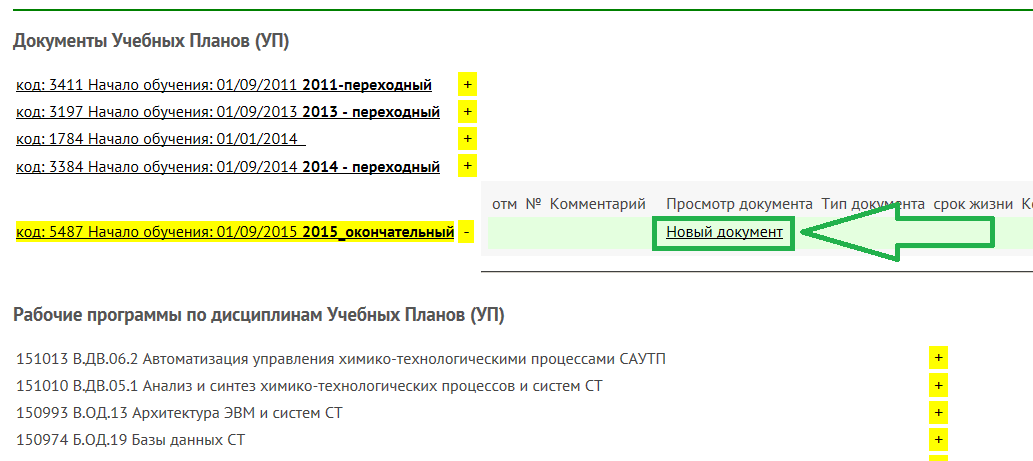 Документы Учебных Планов (УП)
код: 3411 Начало обучения: 01/09/2011 2011-переходный +
код: 3197 Начало обучения: 01/09/2013 2013 - переходный +
код: 1784 Начало обучения: 01/01/2014 +
код: 3384 Начало обучения: 01/09/2014 2014 - переходный +
отм № Комментарий Просмотр документа Тип документа срок жизни
код: 5487 Начало обучения: 01/09/2015 2015_окончательный - Новый документ
Рабочие программы по дисциплинам Учебных Планов (УП)
151013 В.ДВ.06.2 Автоматизация управления химико-технологическими процессами САУТП +
151010 В.ДВ.05.1 Анализ и синтез химико-технологических процессов и систем СТ +
150993 В.ОД.13 Архитектура ЭВМ и систем СТ +
150974 Б.ОД.19 Базы данных СТ +